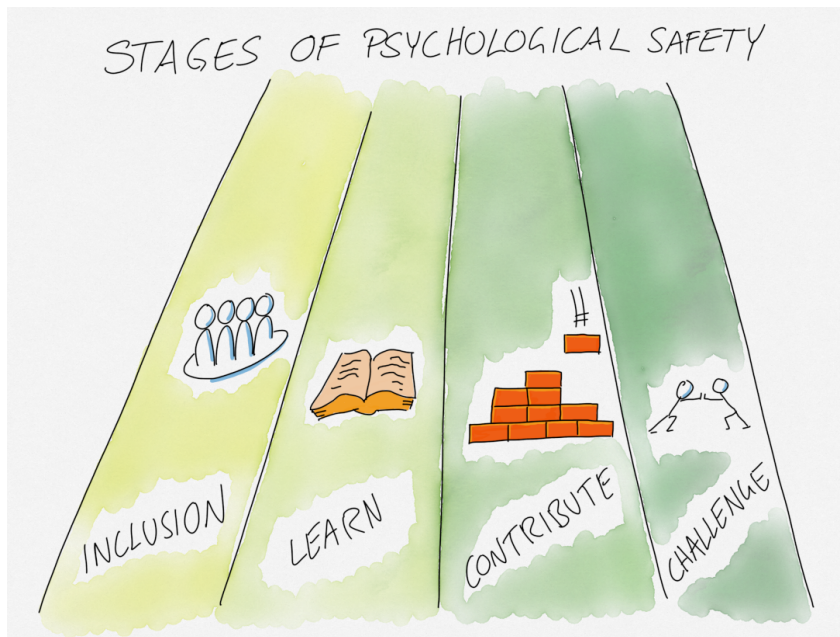 STAGES OF PSYCHOLOGICAL SAFETY
INCLUSION
LEARN
CONTRIBUTE
CHALLENGE